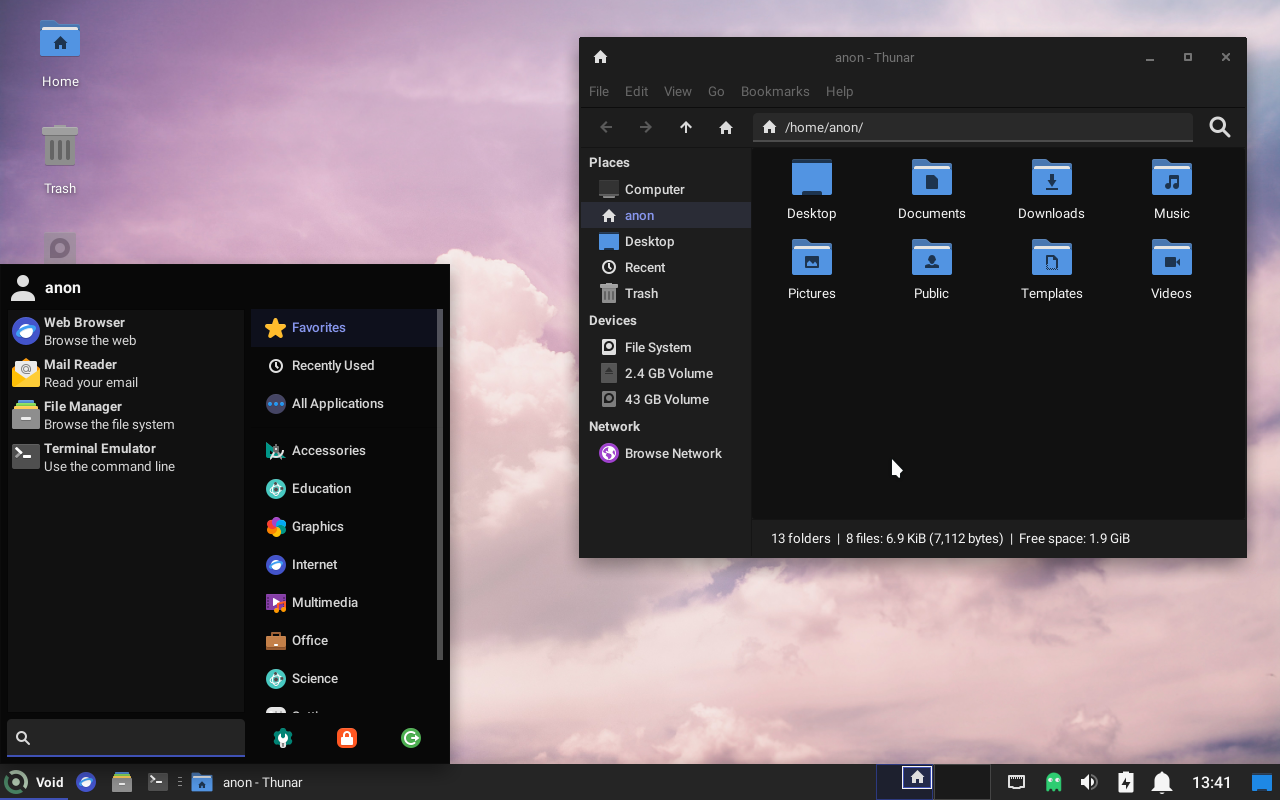 Home
Trash
anon - Thunar
File Edit View Go Bookmarks Help
/home/anon/
Places
Computer
anon
Desktop
Recent
Trash
Devices
File System
2.4 GB Volume
43 GB Volume
Network
Browse Network
Desktop Documents Downloads Music
Pictures Public Templates Videos
13 folders | 8 files: 6.9 KiB (7,112 bytes) | Free space: 1.9 GiB
anon
Web Browser
Browse the web
Mail Reader
Read your email
File Manager
Browse the file system
Terminal Emulator
Use the command line
Favorites
Recently Used
All Applications
Accessories
Education
Graphics
Internet
Multimedia
Office
Science
Void
anon - Thunar
13:41